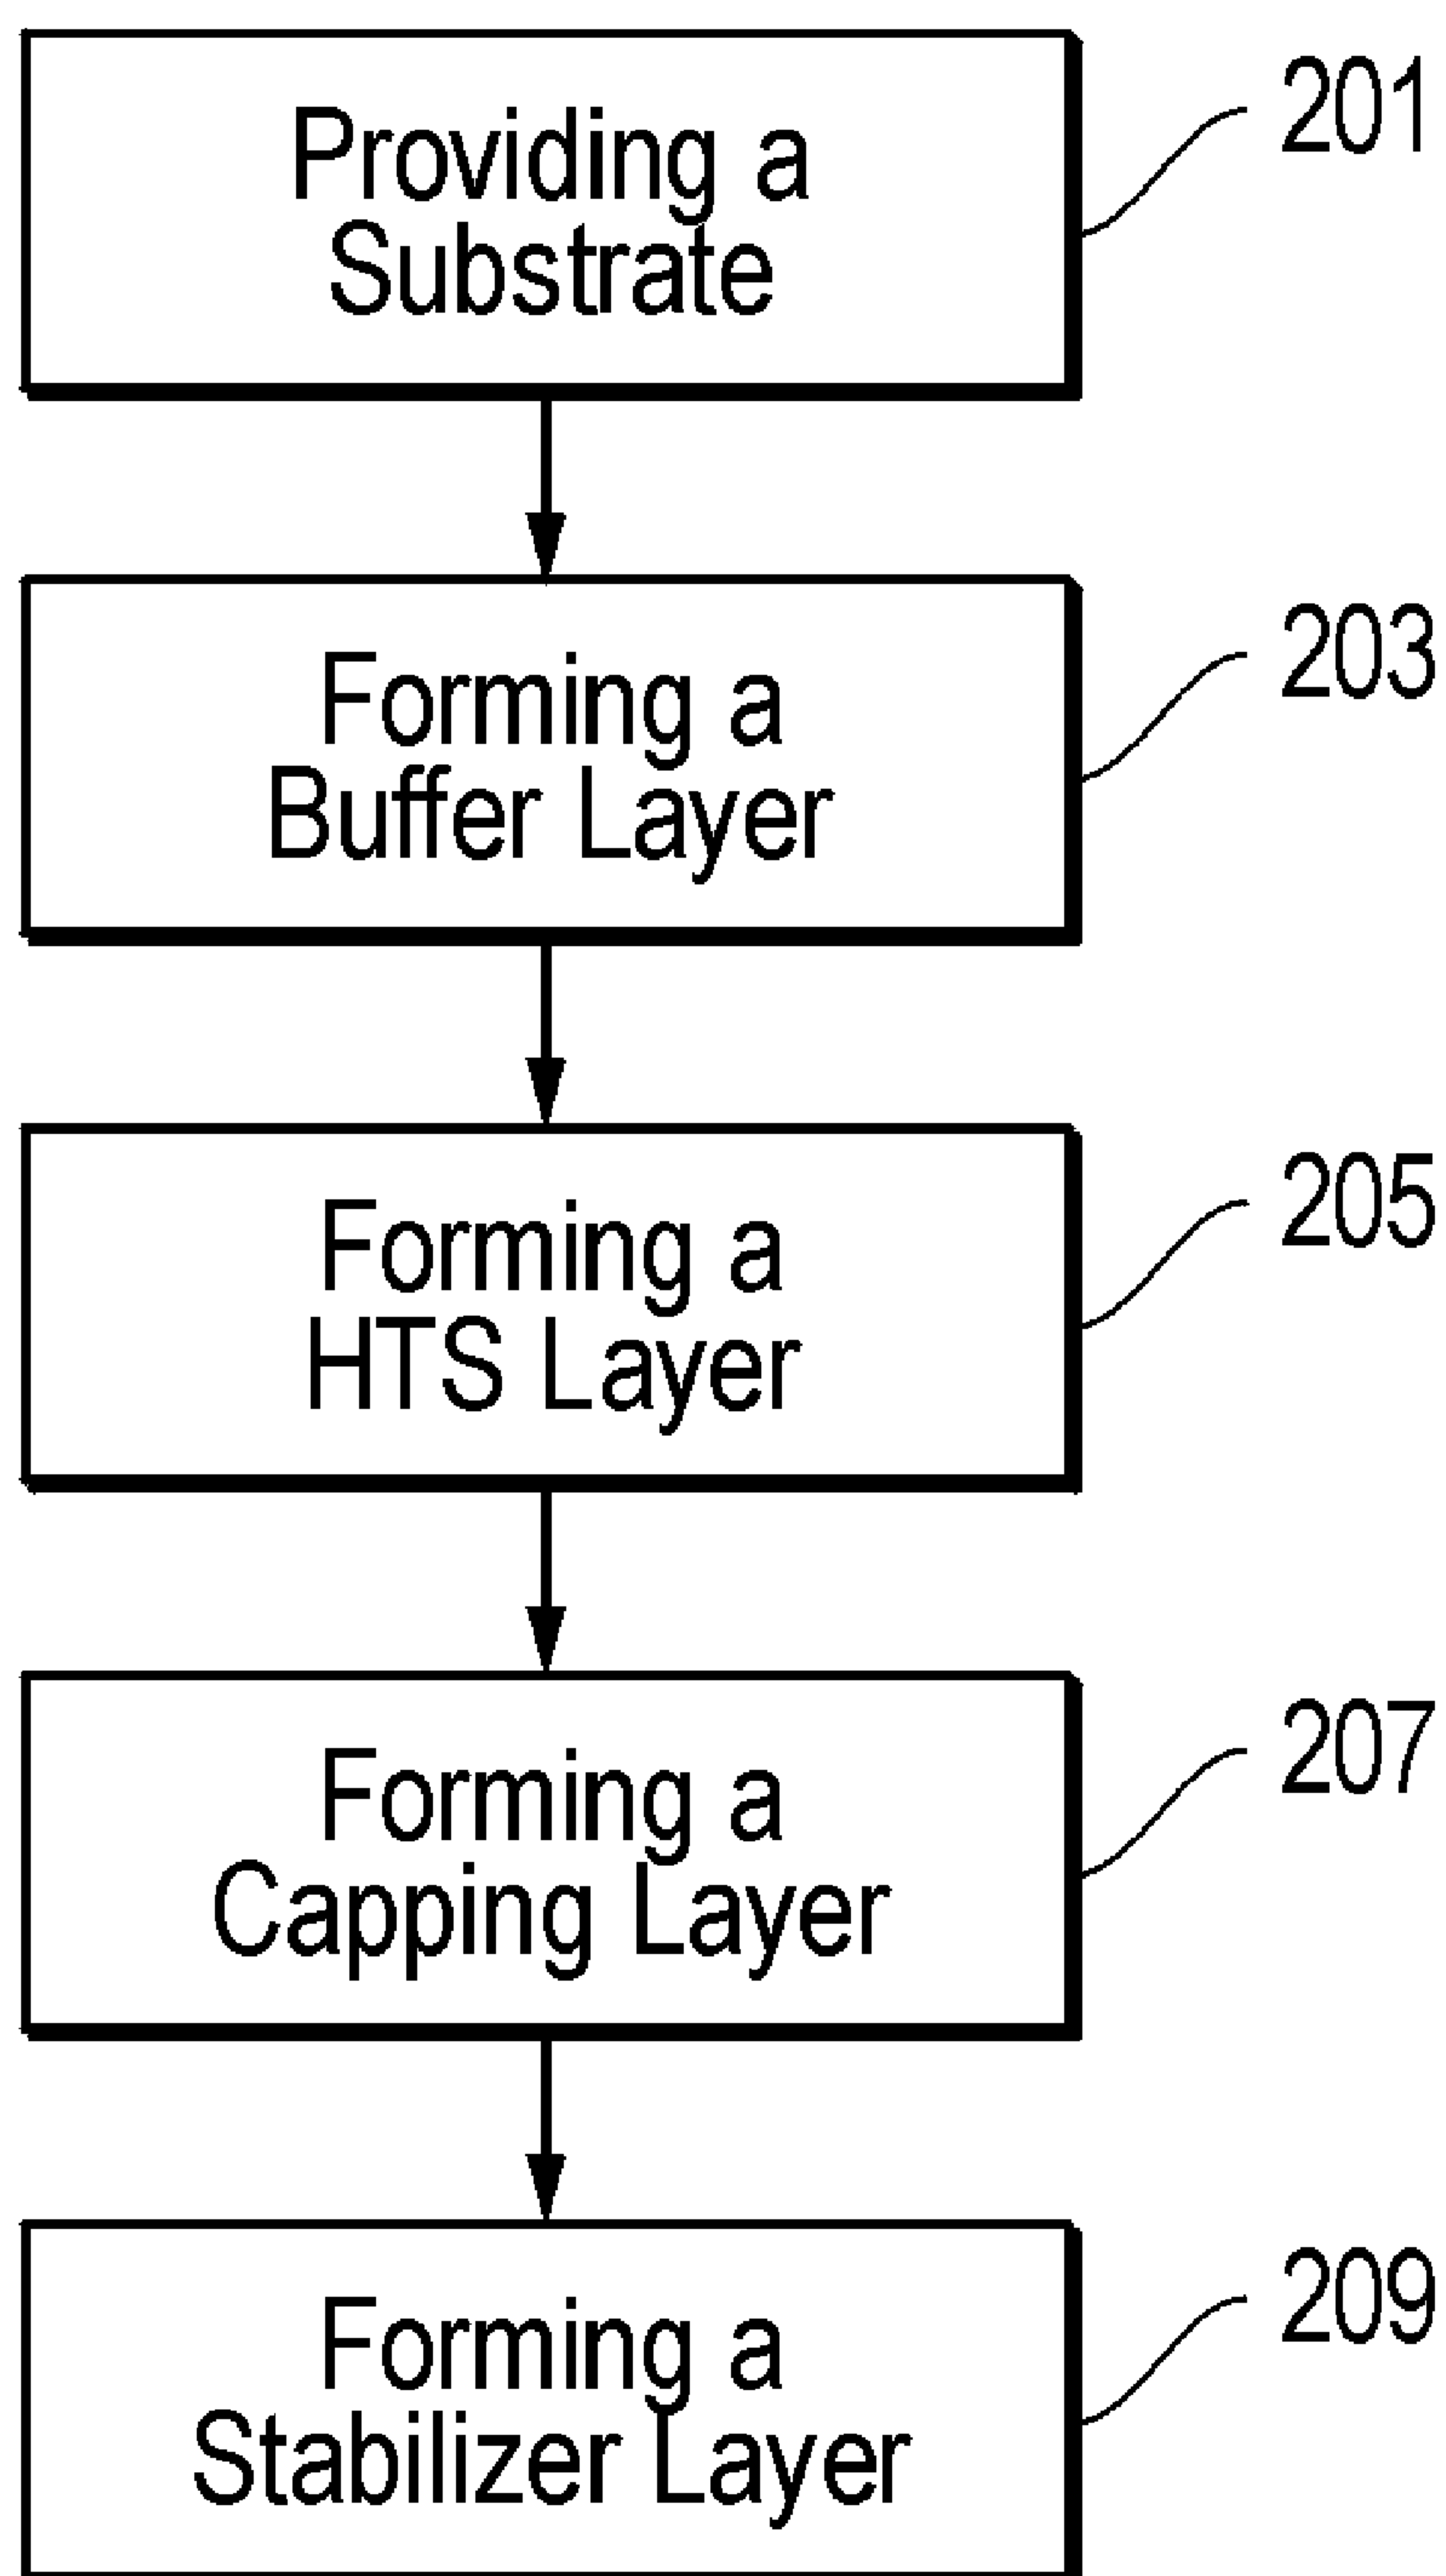 Providing a
Substrate
201
Forming a
Buffer Layer
203
Forming a
HTS Layer
205
Forming a
Capping Layer
207
Forming a
Stabilizer Layer
209